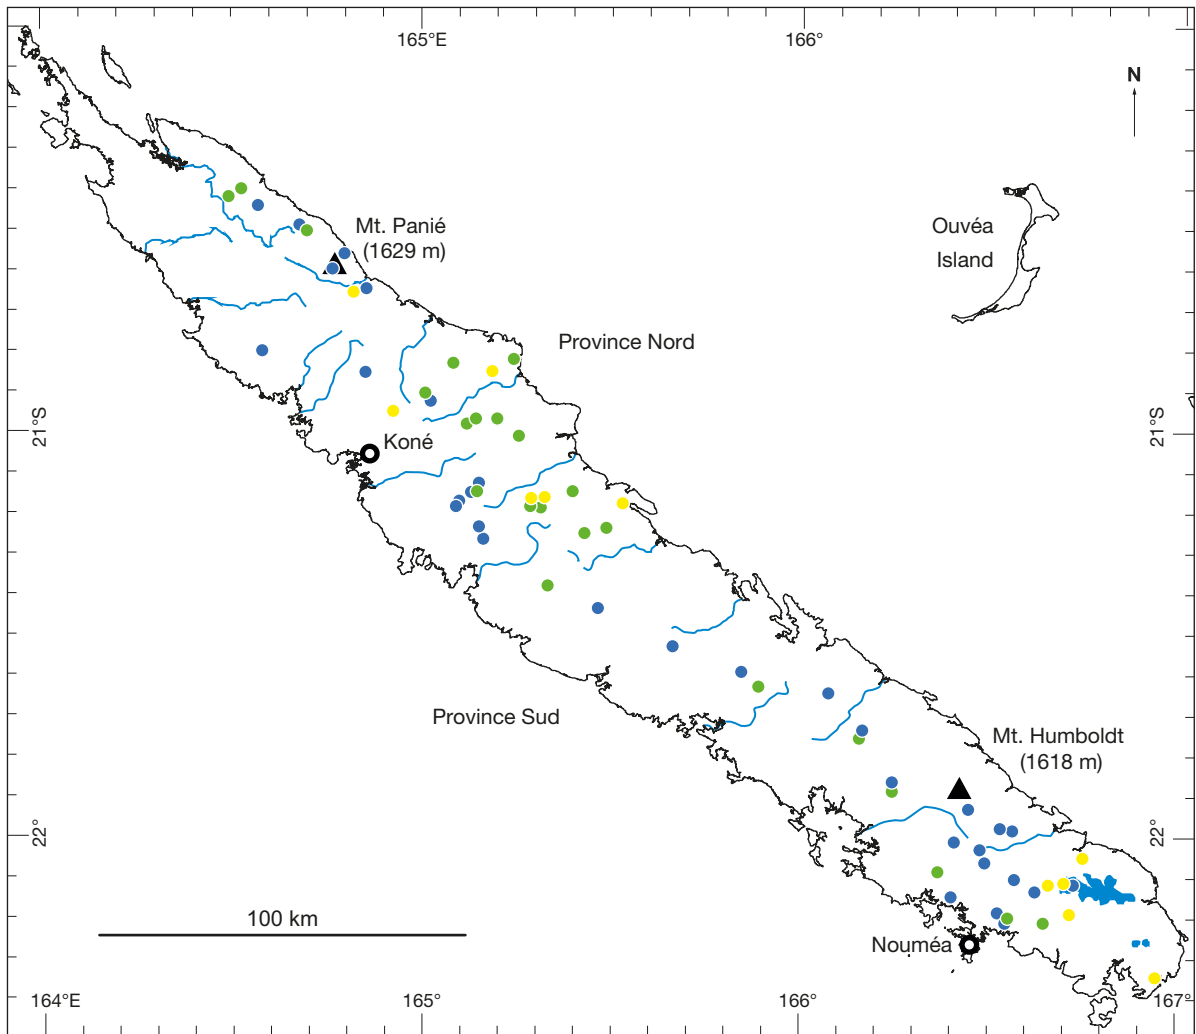 165°E
166°
N
Mt. Panié
(1629 m)
Ouvéa
Island
Province Nord
21°S
21°S
Koné
Province Sud
Mt. Humboldt
(1618 m)
22°
22°
100 km
Nouméa
164°E
165°
166°
167°